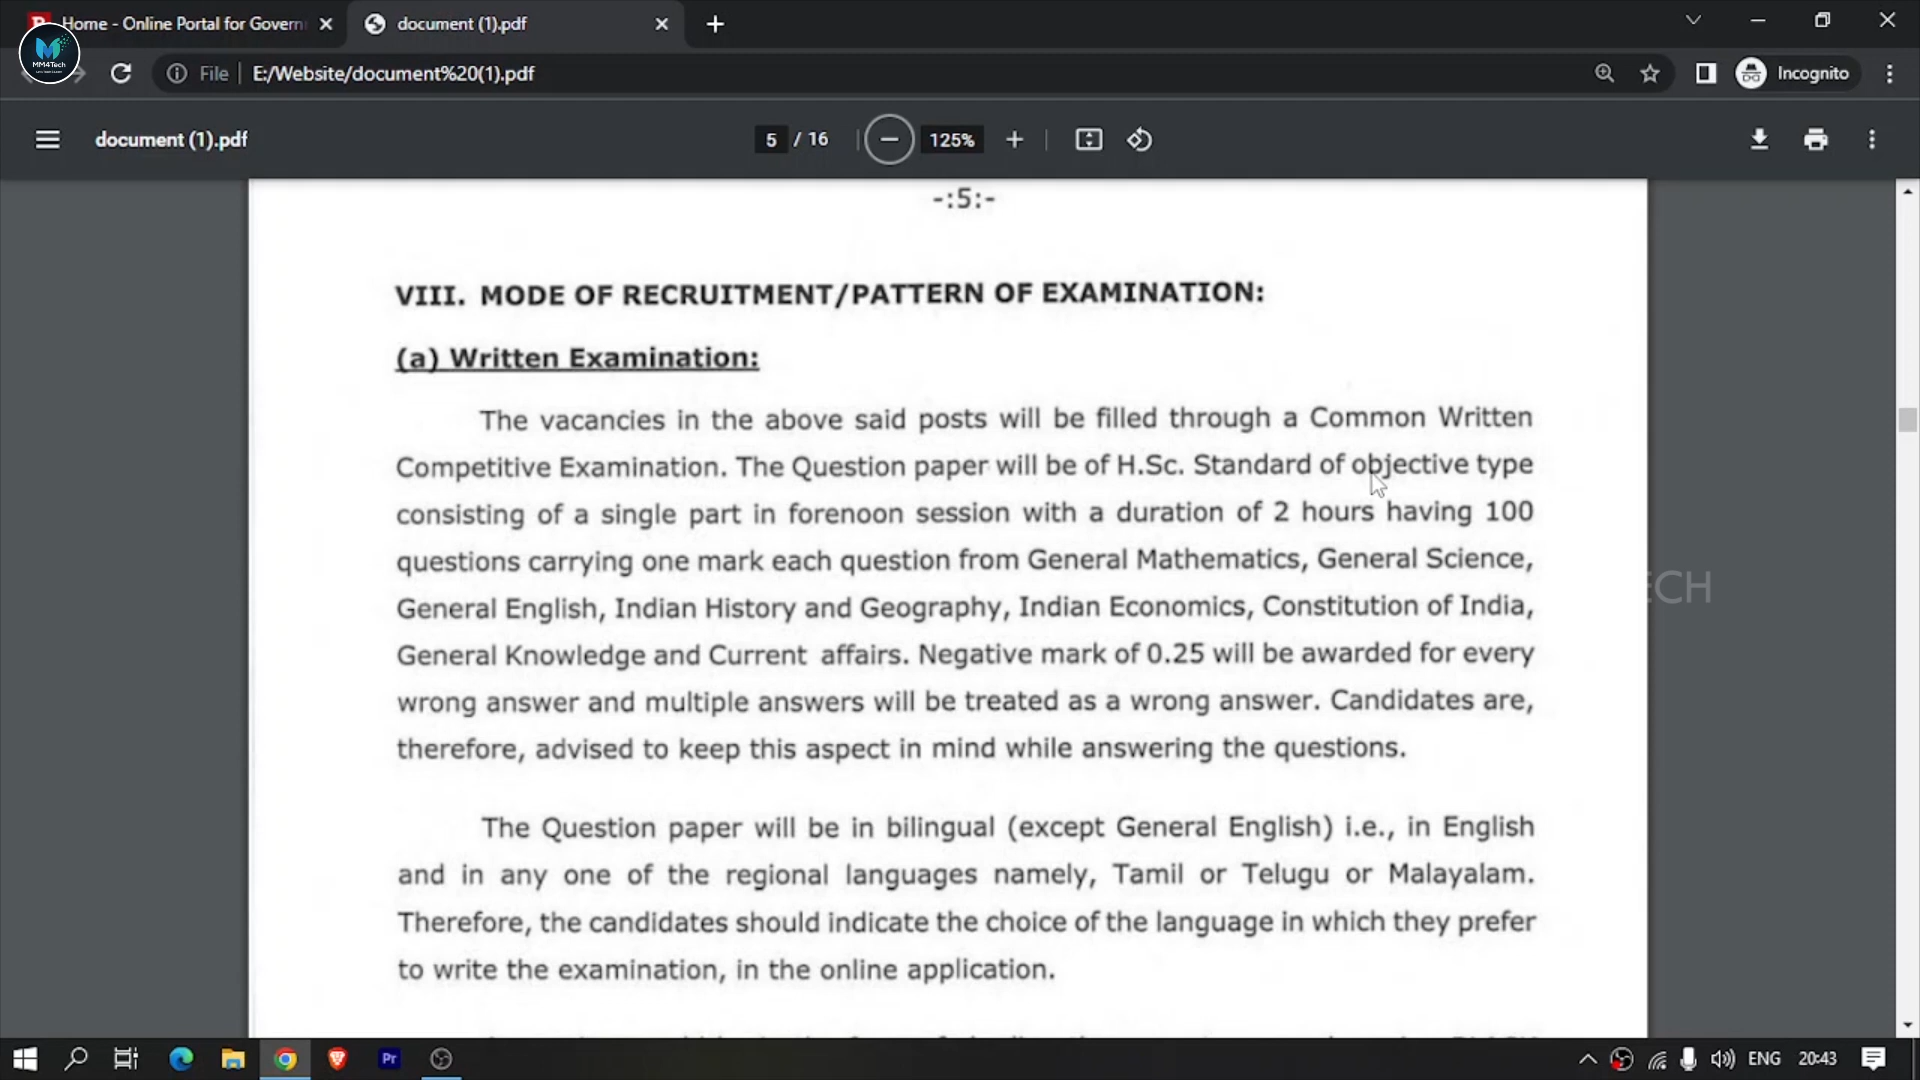 Home - Online Portal for Govern
document (1).pdf
MM4Tech
File
E:/Website/document%20(1).pdf
Incognito
document (1).pdf
5 / 16
125%
-:5:-
VIII. MODE OF RECRUITMENT/PATTERN OF EXAMINATION:
(a) Written Examination:
The vacancies in the above said posts will be filled through a Common Written
Competitive Examination. The Question paper will be of H.Sc. Standard of objective type
consisting of a single part in forenoon session with a duration of 2 hours having 100
questions carrying one mark each question from General Mathematics, General Science,
General English, Indian History and Geography, Indian Economics, Constitution of India,
General Knowledge and Current affairs. Negative mark of 0.25 will be awarded for every
wrong answer and multiple answers will be treated as a wrong answer. Candidates are,
therefore, advised to keep this aspect in mind while answering the questions.
The Question paper will be in bilingual (except General English) i.e., in English
and in any one of the regional languages namely, Tamil or Telugu or Malayalam.
Therefore, the candidates should indicate the choice of the language in which they prefer
to write the examination, in the online application.
ECH
Pr
ENG
20:43